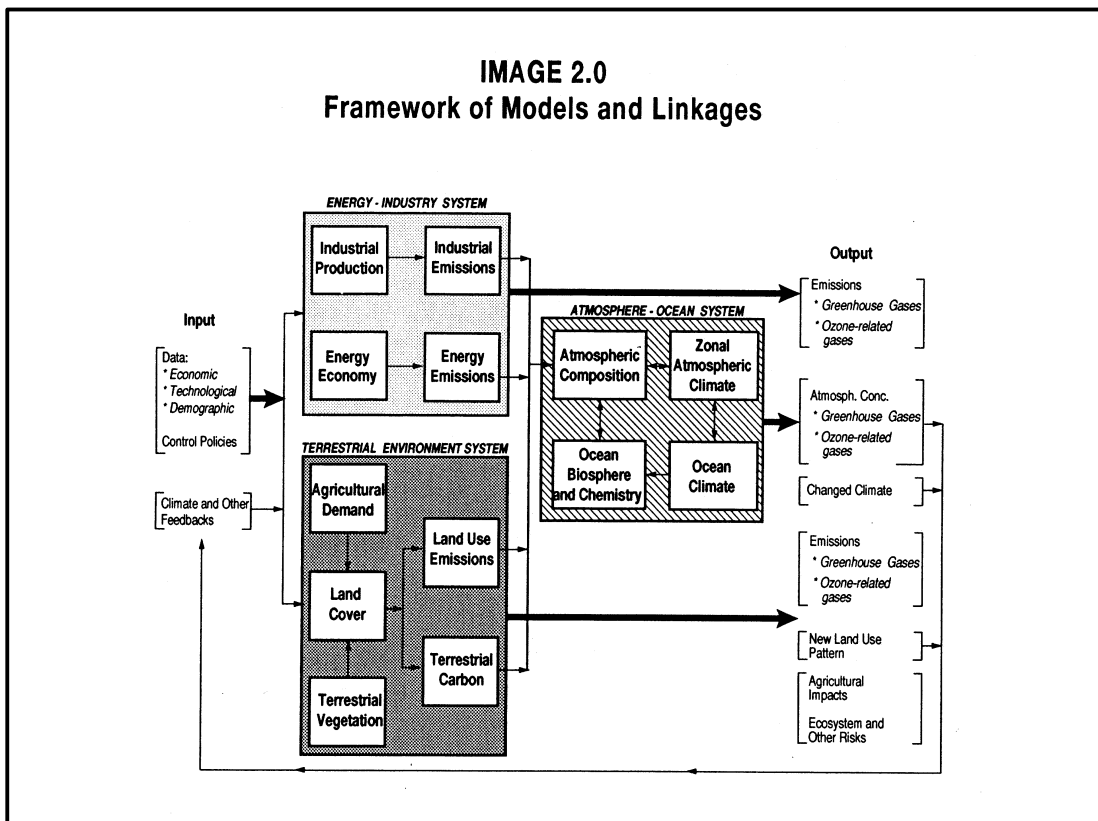 IMAGE 2.0
Framework of Models and Linkages
ENERGY - INDUSTRY SYSTEM
Industrial
Production
Industrial
Emissions
Energy
Economy
Energy
Emissions
Input
Data:
* Economic
* Technological
* Demographic
Control Policies
Climate and Other
Feedbacks
TERRESTRIAL ENVIRONMENT SYSTEM
Agricultural
Demand
Land
Cover
Terrestrial
Vegetation
Land Use
Emissions
Terrestrial
Carbon
ATMOSPHERE - OCEAN SYSTEM
Atmospheric
Composition
Zonal
Atmospheric
Climate
Ocean
Biosphere
and Chemistry
Ocean
Climate
Output
Emissions
* Greenhouse Gases
* Ozone-related
gases
Atmosph. Conc.
* Greenhouse Gases
* Ozone-related
gases
Changed Climate
Emissions
* Greenhouse Gases
* Ozone-related
gases
New Land Use
Pattern
Agricultural
Impacts
Ecosystem and
Other Risks